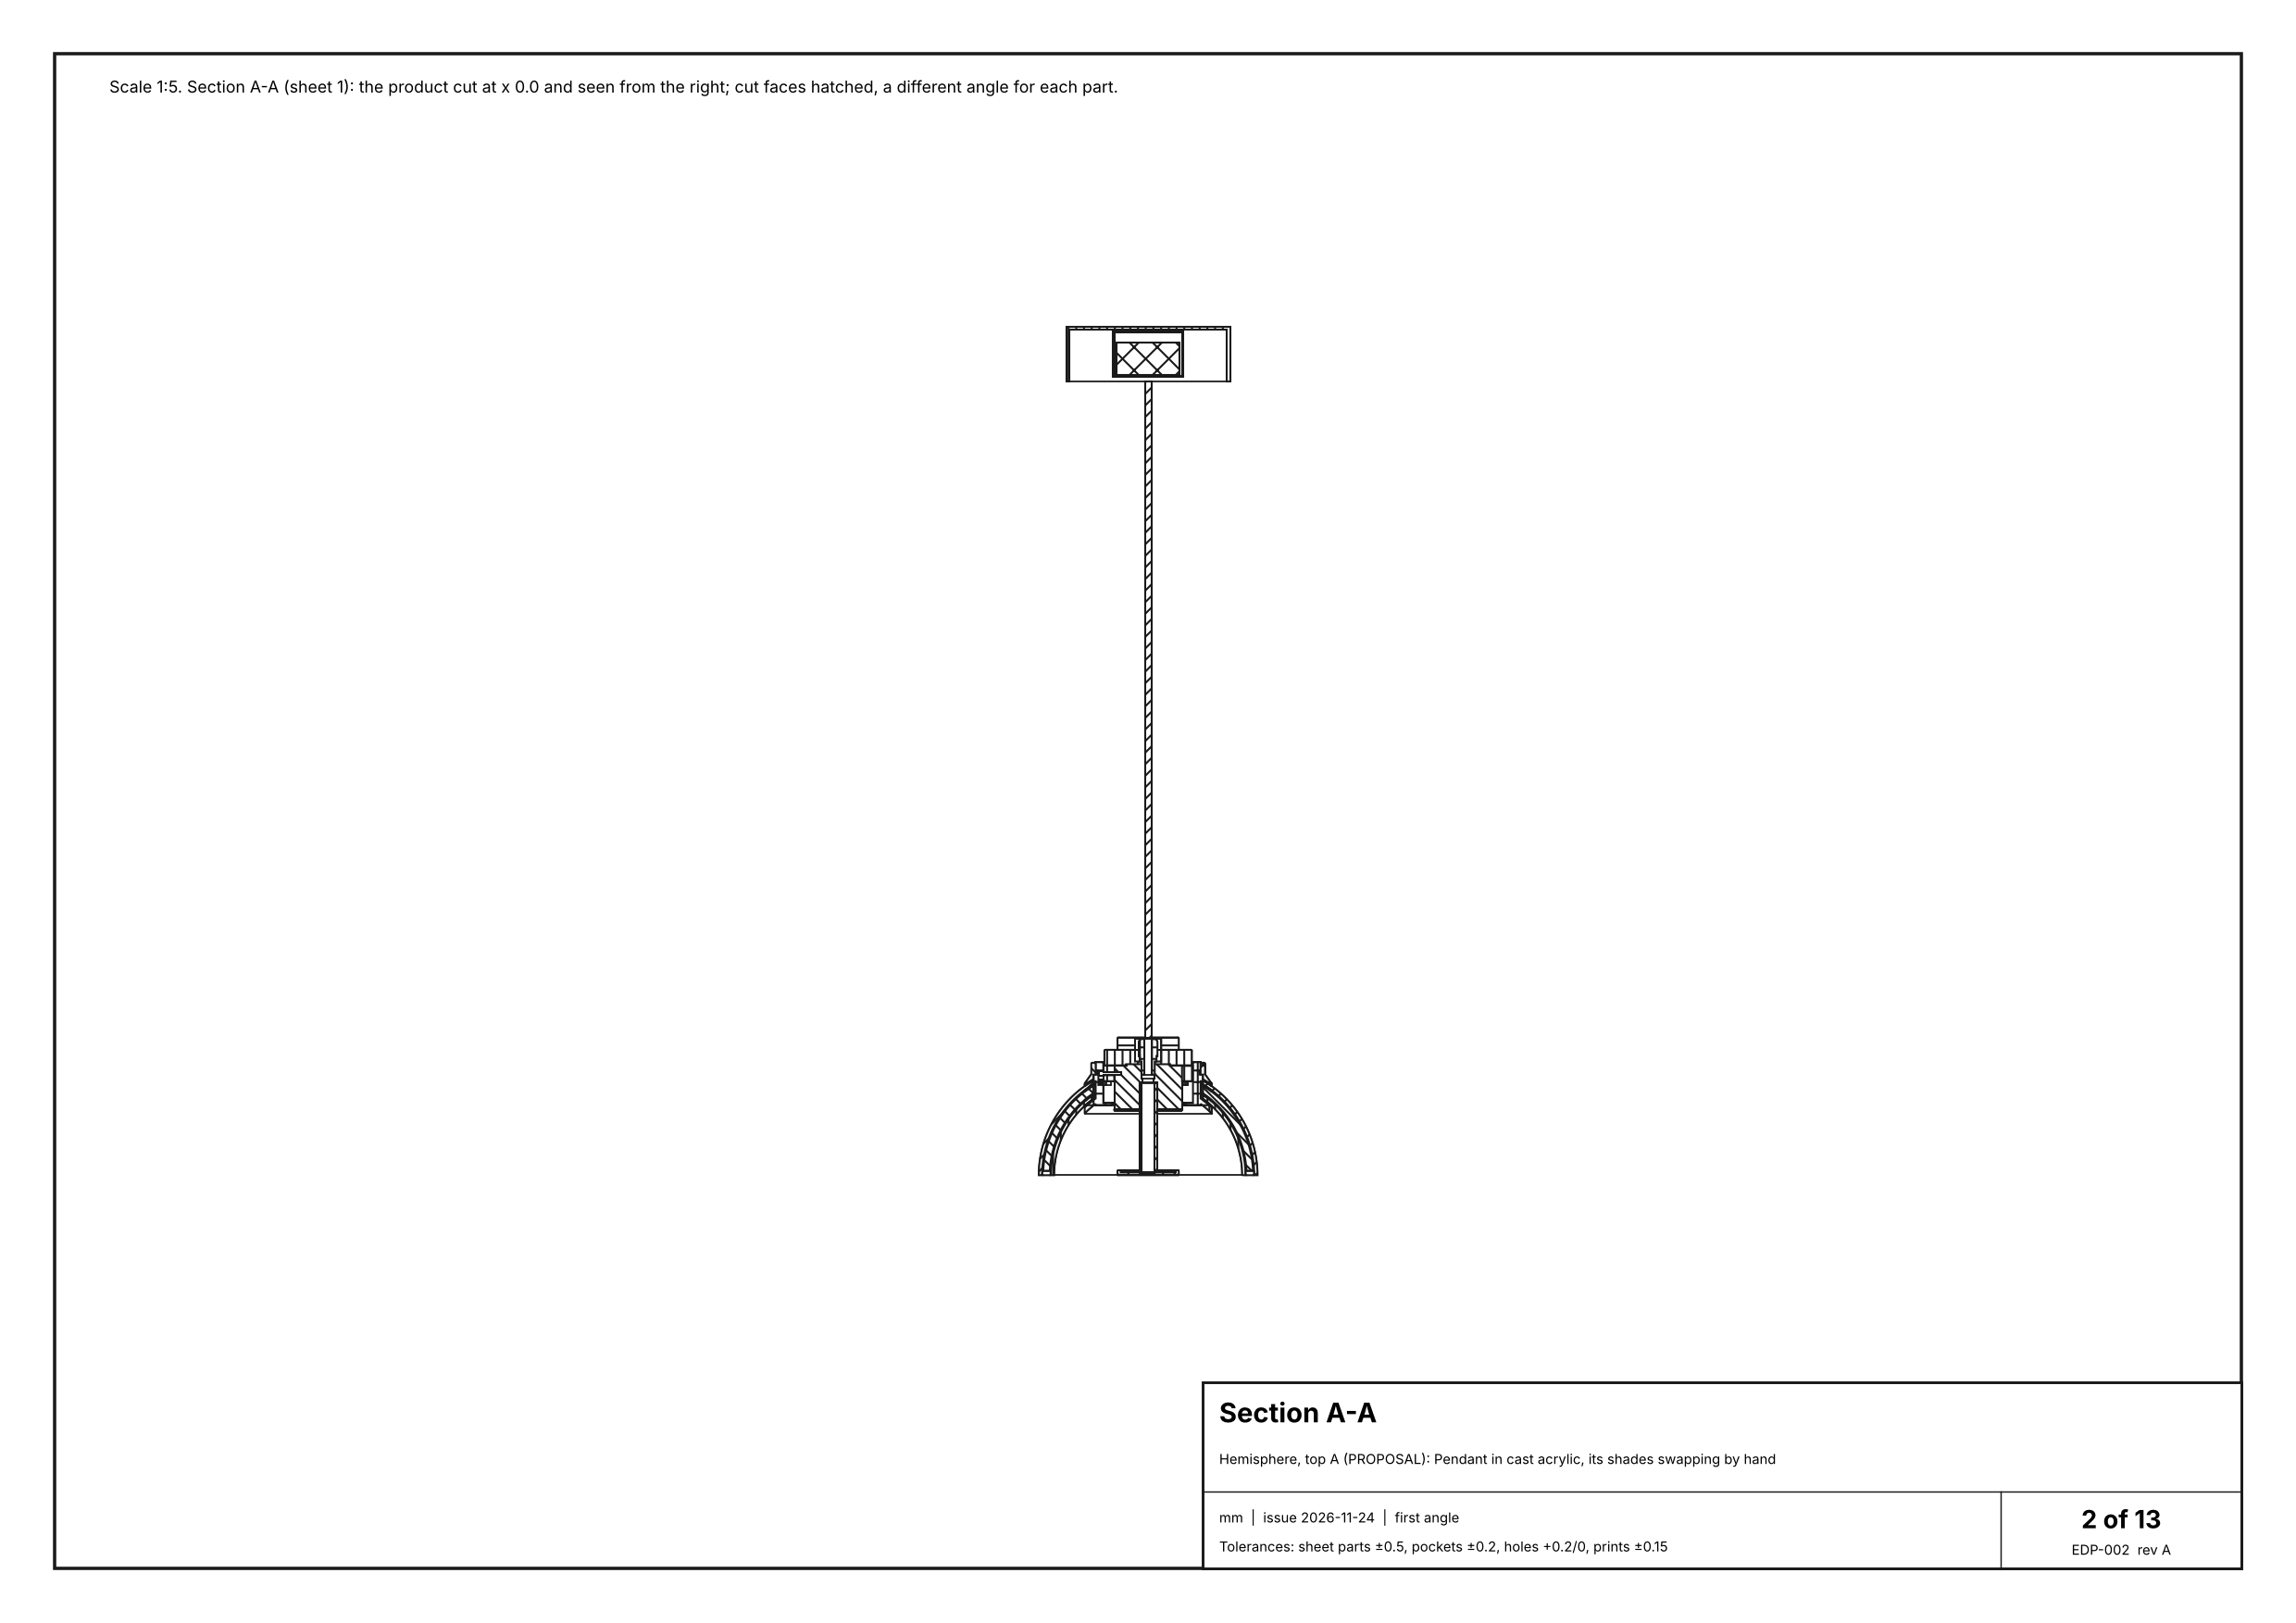 Scale 1:5. Section A-A (sheet 1): the product cut at x 0.0 and seen from the right; cut faces hatched, a different angle for each part.
Section A-A
Hemisphere, top A (PROPOSAL): Pendant in cast acrylic, its shades swapping by hand
mm | issue 2026-11-24 | first angle
Tolerances: sheet parts ±0.5, pockets ±0.2, holes +0.2/0, prints ±0.15
2 of 13
EDP-002 rev A